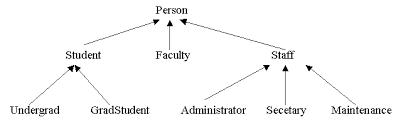 Person
Student Faculty Staff
Undergrad GradStudent Administrator Secetary Maintenance